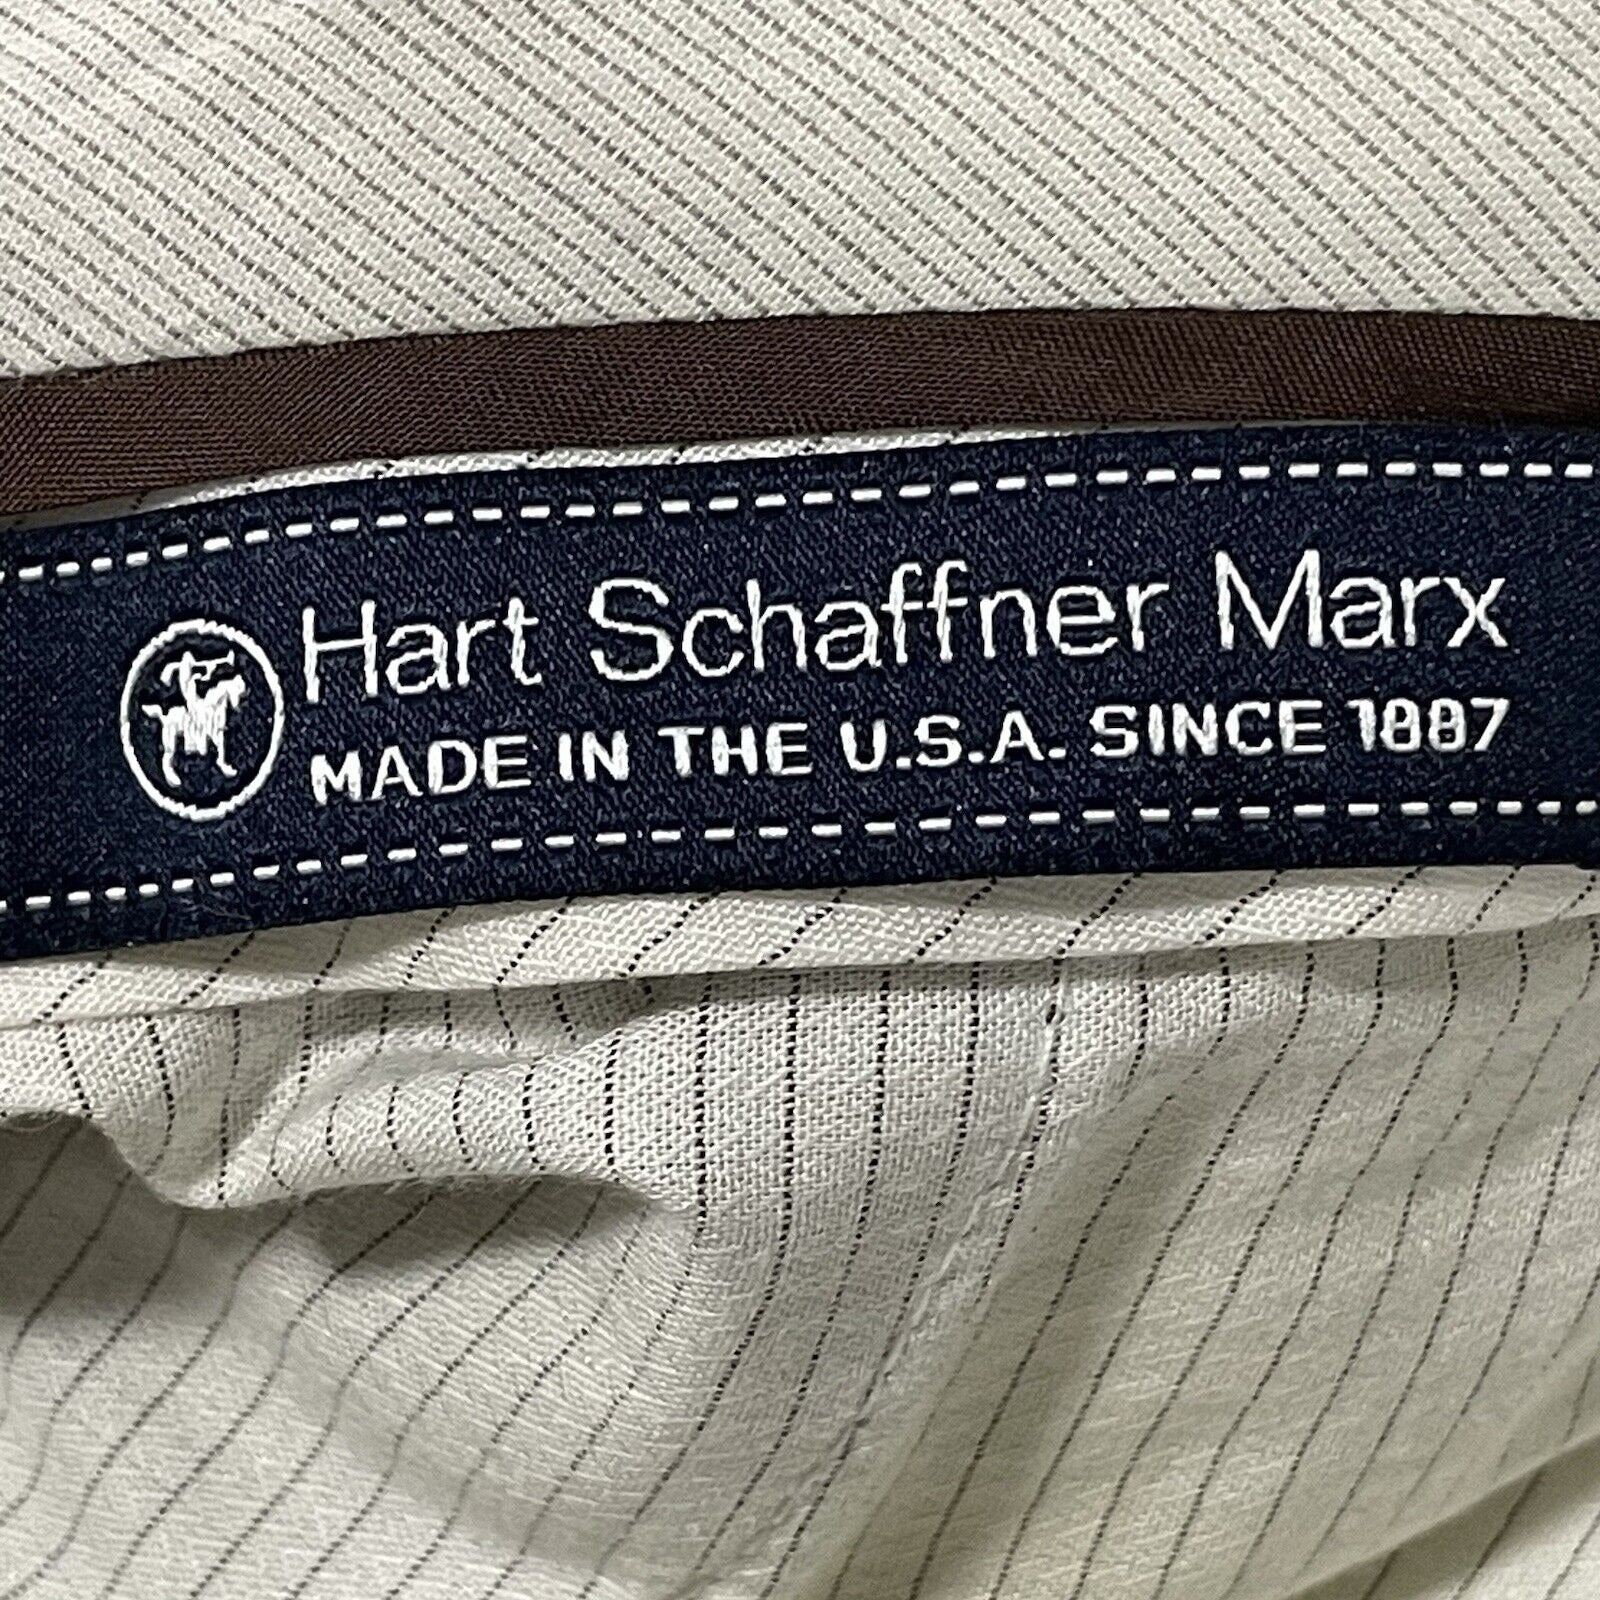 Hart Schaffner Marx
MADE IN THE U.S.A. SINCE 1887